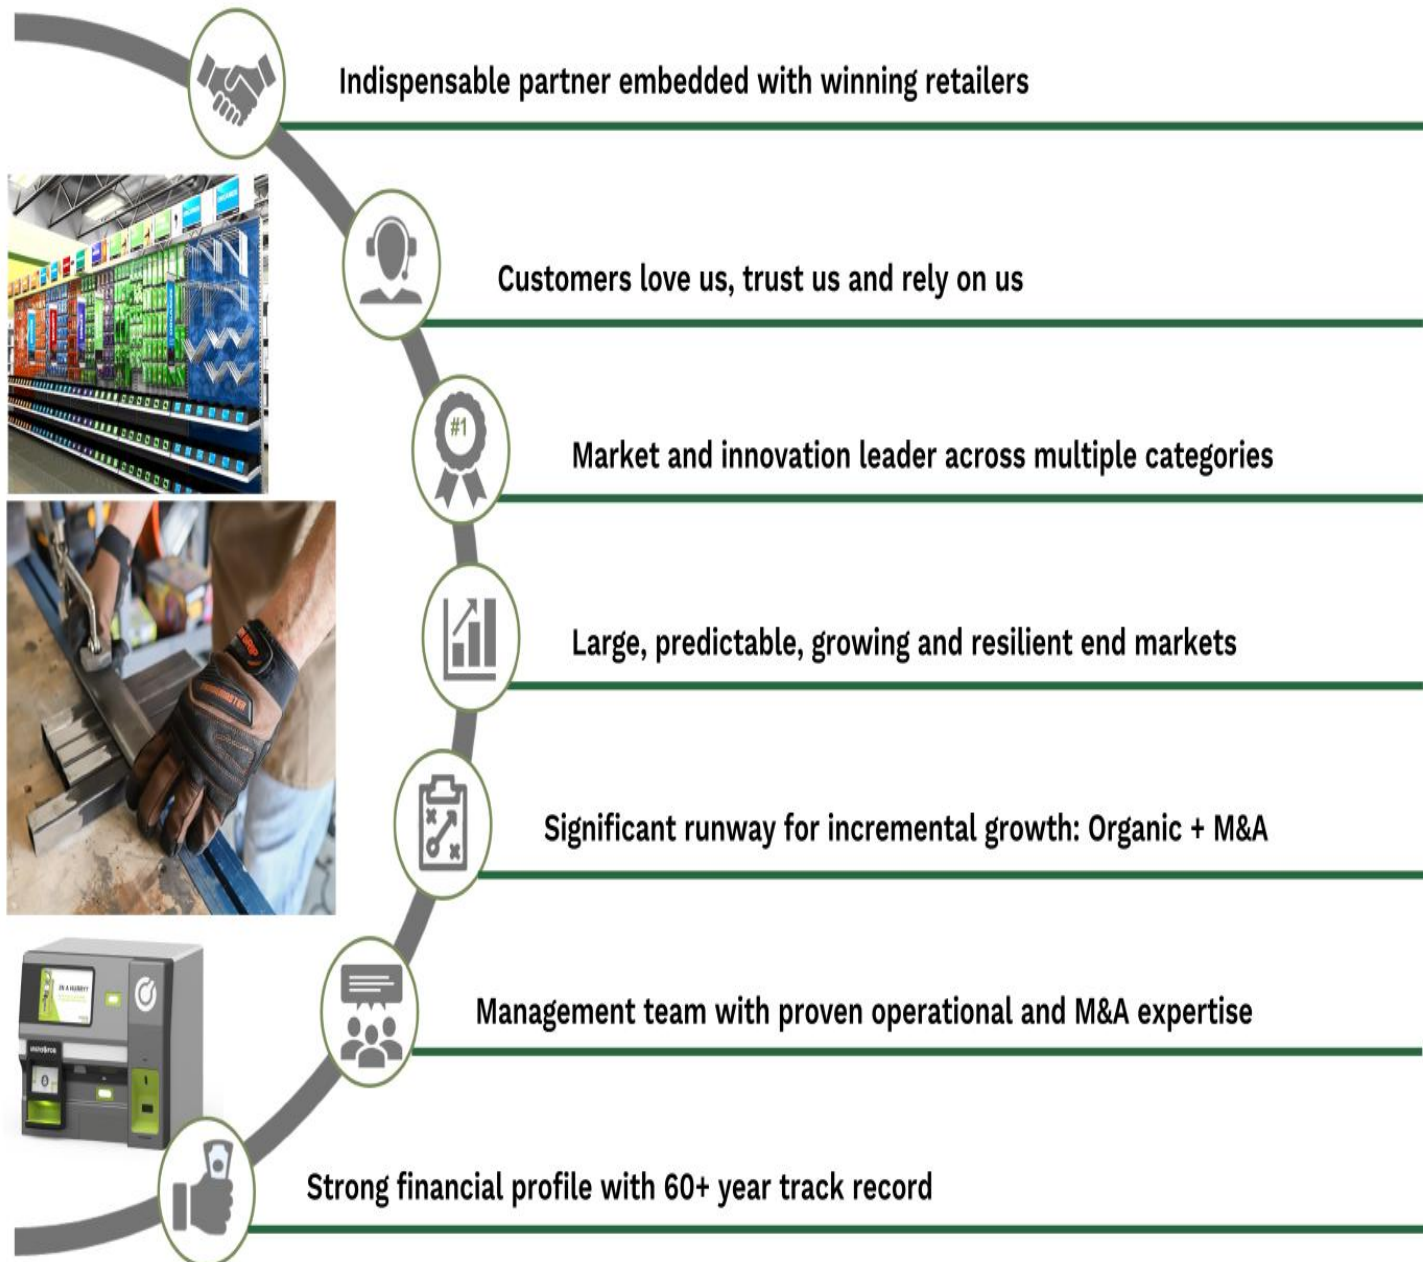 Indispensable partner embedded with winning retailers
Customers love us, trust us and rely on us
#1
Market and innovation leader across multiple categories
Large, predictable, growing and resilient end markets
Significant runway for incremental growth: Organic + M&A
Management team with proven operational and M&A expertise
IN A HURRY?
Strong financial profile with 60+ year track record